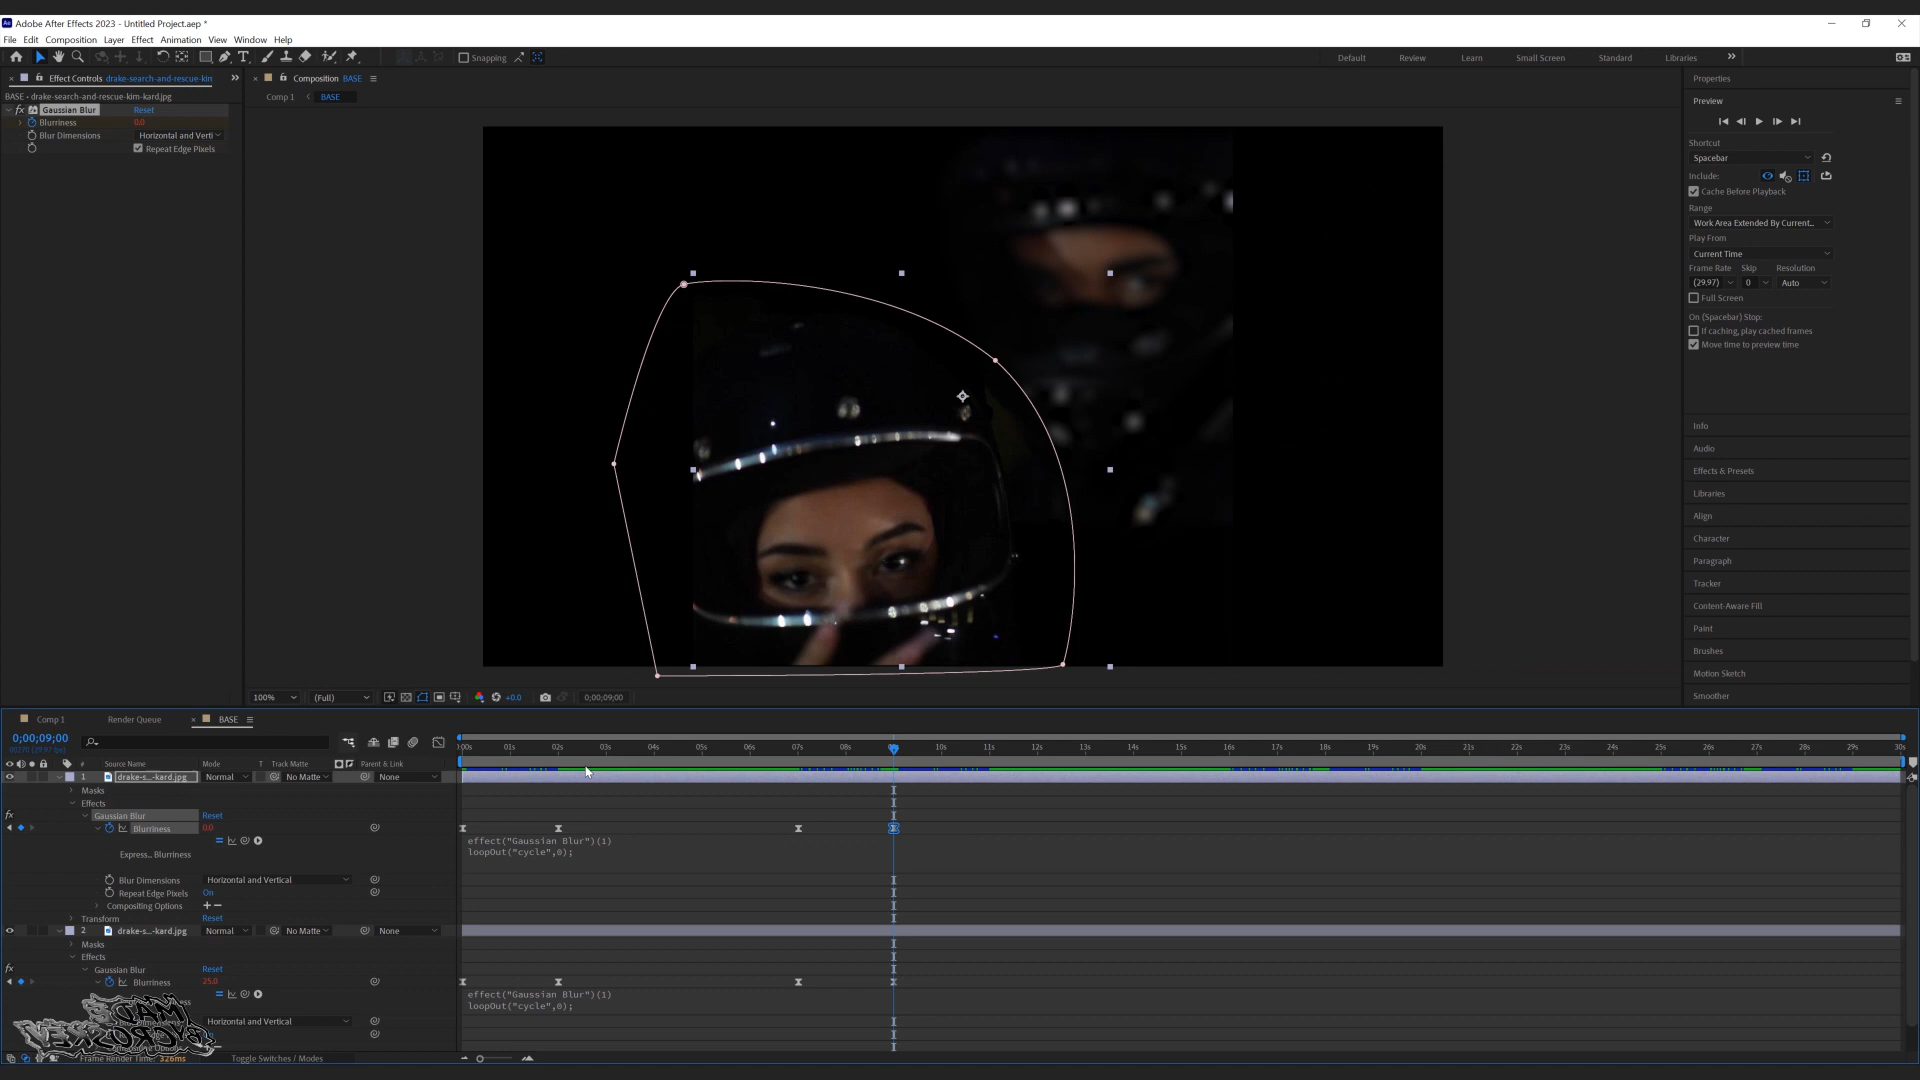 Adobe After Effects 2023 - Untitled Project.aep *
File Edit Composition Layer Effect Animation View Window Help
Snapping
Default Review Learn Small Screen Standard Libraries
Effect Controls drake-search-and-rescue-kin
BASE • drake-search-and-rescue-kim-kard.jpg
fx Gaussian Blur Reset
Blurriness 0.0
Blur Dimensions Horizontal and Verti
Repeat Edge Pixels
Composition BASE
Comp 1 BASE
Properties
Preview
Shortcut
Spacebar
Include:
Cache Before Playback
Range
Work Area Extended By Current...
Play From
Current Time
Frame Rate Skip Resolution
(29.97) 0 Auto
Full Screen
On (Spacebar) Stop:
If caching, play cached frames
Move time to preview time
Info
Audio
Effects & Presets
Libraries
Align
Character
Paragraph
Tracker
Content-Aware Fill
Paint
Brushes
Motion Sketch
Smoother
100% (Full) +0.0 0;00;09;00
Comp 1 Render Queue BASE
0;00;09;00
00270 (29.97 fps)
:00s 01s 02s 03s 04s 05s 06s 07s 08s 10s 11s 12s 13s 14s 15s 16s 17s 18s 19s 20s 21s 22s 23s 24s 25s 26s 27s 28s 29s 30s
# Source Name Mode T Track Matte Parent & Link
1 drake-s...-kard.jpg Normal No Matte None
Masks
Effects
fx Gaussian Blur Reset
Blurriness 0.0
effect("Gaussian Blur")(1)
loopOut("cycle",0);
Express... Blurriness
Blur Dimensions Horizontal and Vertical
Repeat Edge Pixels On
Compositing Options + −
Transform Reset
2 drake-s...-kard.jpg Normal No Matte None
Masks
Effects
fx Gaussian Blur Reset
Blurriness 25.0
effect("Gaussian Blur")(1)
loopOut("cycle",0);
Horizontal and Vertical
Frame Render Time: 326ms Toggle Switches / Modes